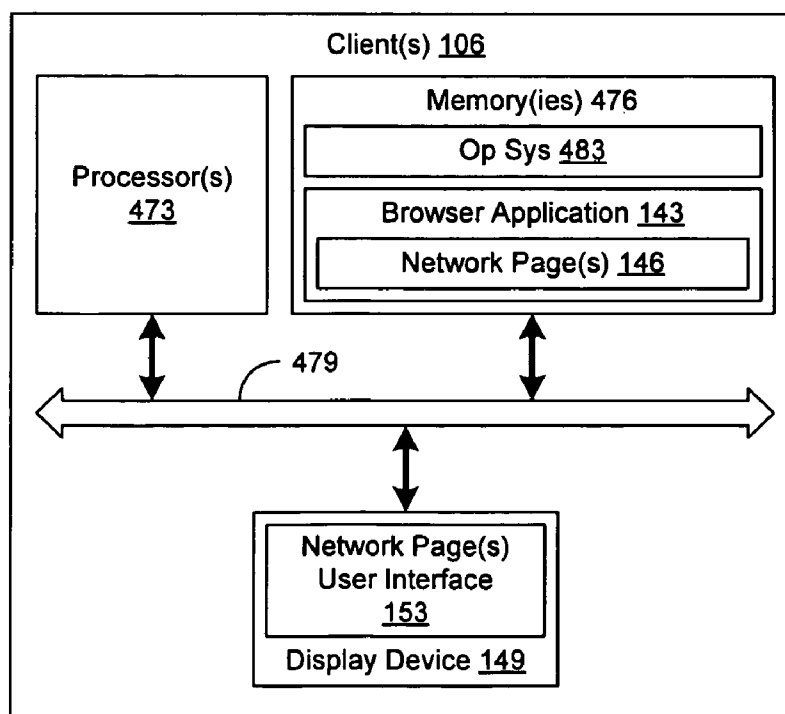 Client(s) 106
Processor(s)
473
Memory(ies) 476
Op Sys 483
Browser Application 143
Network Page(s) 146
479
Network Page(s)
User Interface
153
Display Device 149